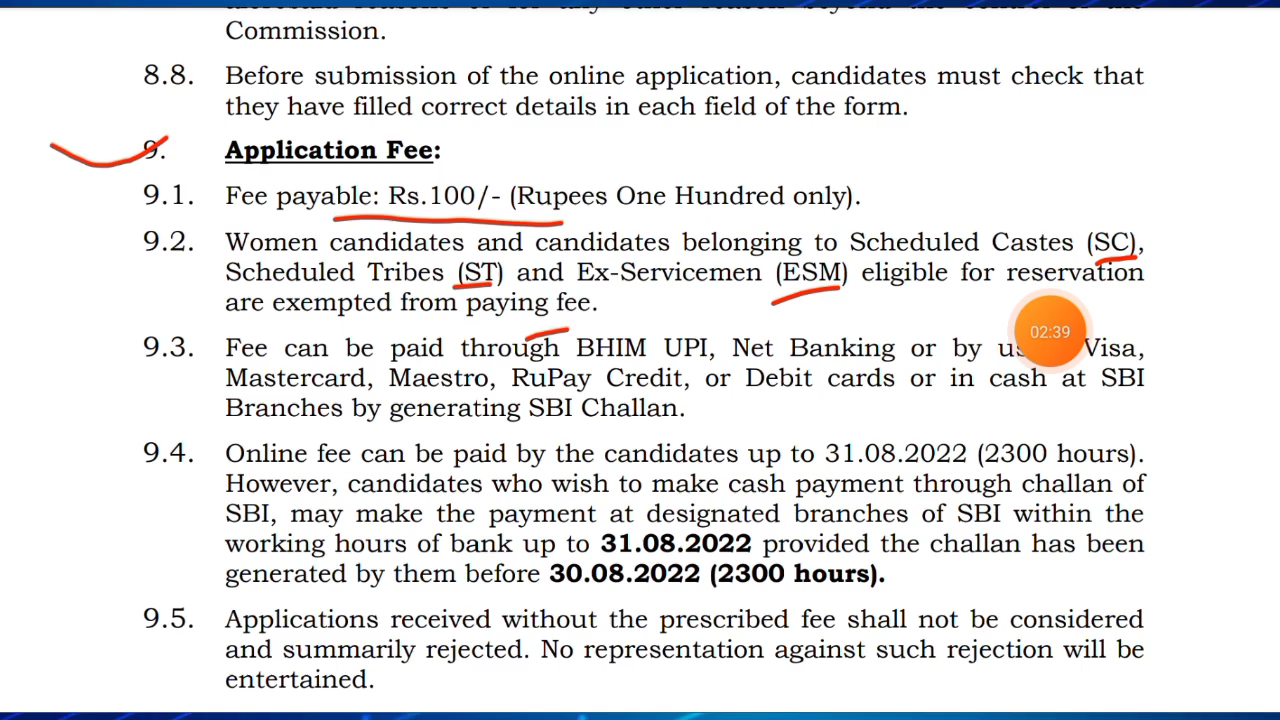 Commission.
8.8. Before submission of the online application, candidates must check that
they have filled correct details in each field of the form.
9. Application Fee:
9.1. Fee payable: Rs.100/- (Rupees One Hundred only).
9.2. Women candidates and candidates belonging to Scheduled Castes (SC),
Scheduled Tribes (ST) and Ex-Servicemen (ESM) eligible for reservation
are exempted from paying fee.
02:39
9.3. Fee can be paid through BHIM UPI, Net Banking or by Visa,
Mastercard, Maestro, RuPay Credit, or Debit cards or in cash at SBI
Branches by generating SBI Challan.
9.4. Online fee can be paid by the candidates up to 31.08.2022 (2300 hours).
However, candidates who wish to make cash payment through challan of
SBI, may make the payment at designated branches of SBI within the
working hours of bank up to 31.08.2022 provided the challan has been
generated by them before 30.08.2022 (2300 hours).
9.5. Applications received without the prescribed fee shall not be considered
and summarily rejected. No representation against such rejection will be
entertained.